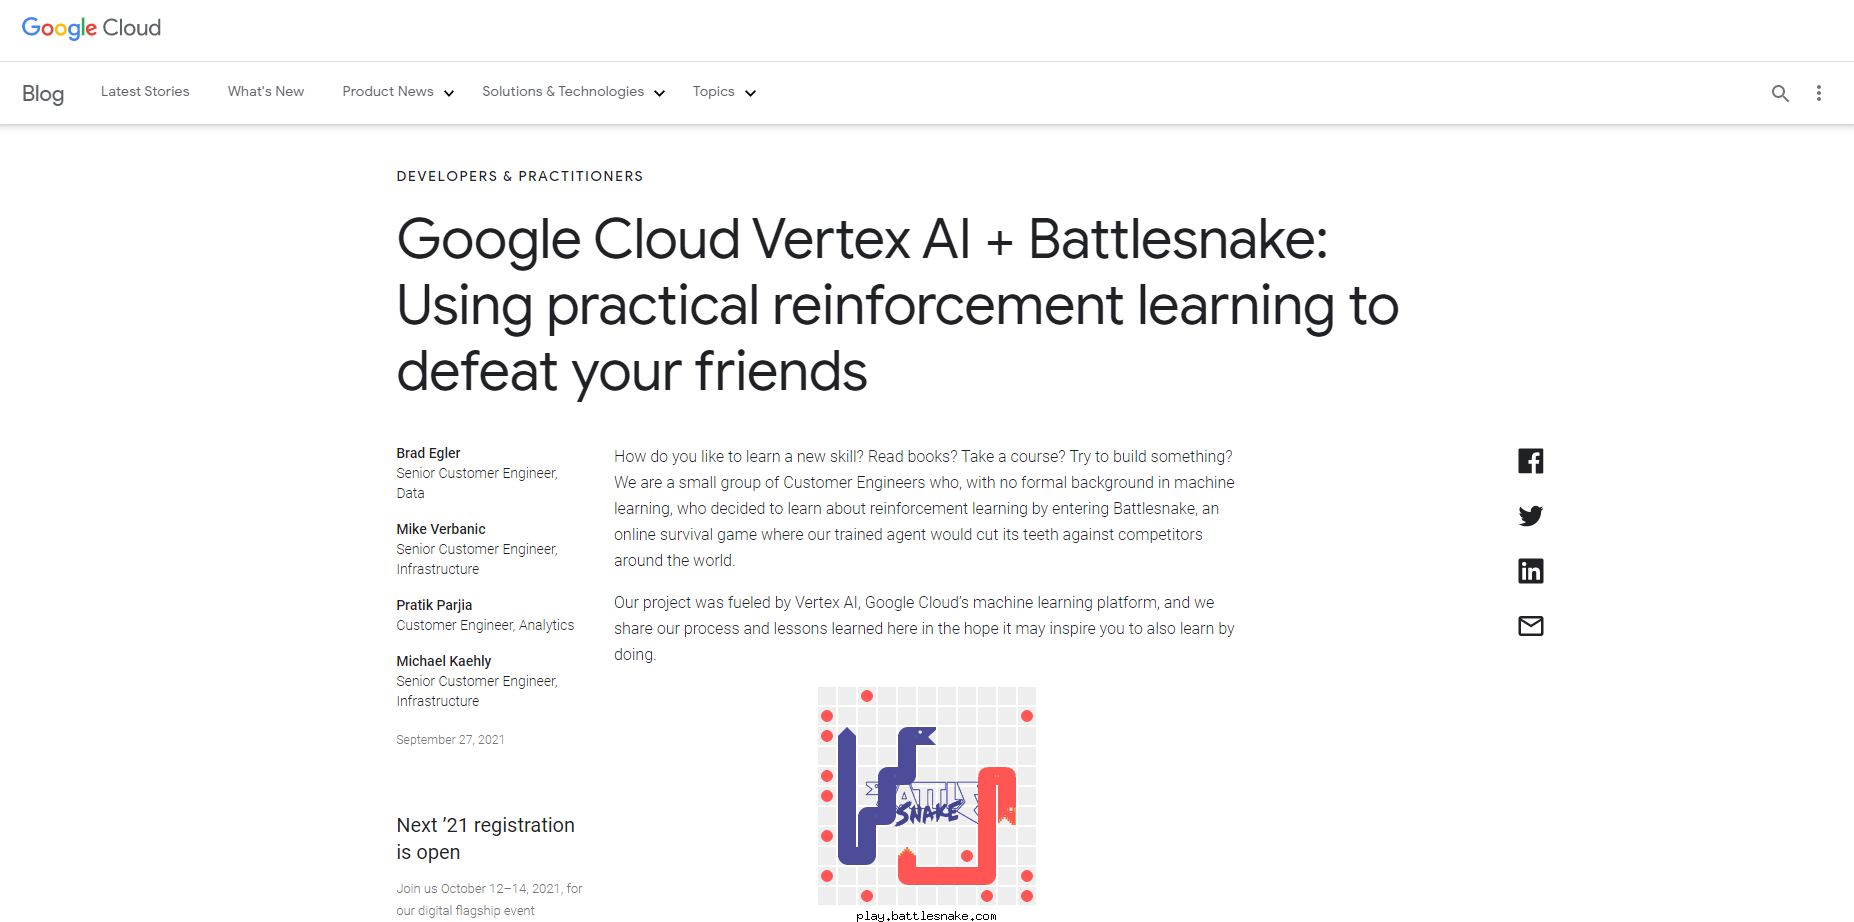 Google Cloud
Blog
Latest Stories
What's New
Product News
Solutions & Technologies
Topics
DEVELOPERS & PRACTITIONERS
Google Cloud Vertex AI + Battlesnake:
Using practical reinforcement learning to
defeat your friends
Brad Egler
Senior Customer Engineer,
Data
Mike Verbanic
Senior Customer Engineer,
Infrastructure
Pratik Parjia
Customer Engineer, Analytics
Michael Kaehly
Senior Customer Engineer,
Infrastructure
September 27, 2021
Next ’21 registration
is open
Join us October 12–14, 2021, for
our digital flagship event
How do you like to learn a new skill? Read books? Take a course? Try to build something?
We are a small group of Customer Engineers who, with no formal background in machine
learning, who decided to learn about reinforcement learning by entering Battlesnake, an
online survival game where our trained agent would cut its teeth against competitors
around the world.
Our project was fueled by Vertex AI, Google Cloud’s machine learning platform, and we
share our process and lessons learned here in the hope it may inspire you to also learn by
doing.
SNAKE
play.battlesnake.com